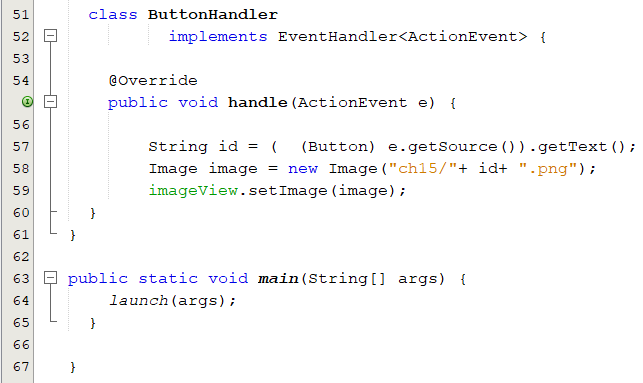 51 class ButtonHandler
52 implements EventHandler<ActionEvent> {
53
54 @Override
public void handle(ActionEvent e) {
56
57 String id = (  (Button) e.getSource()).getText();
58 Image image = new Image("ch15/"+ id+ ".png");
59 imageView.setImage(image);
60 }
61 }
62
63 public static void main(String[] args) {
64 launch(args);
65 }
66
67 }